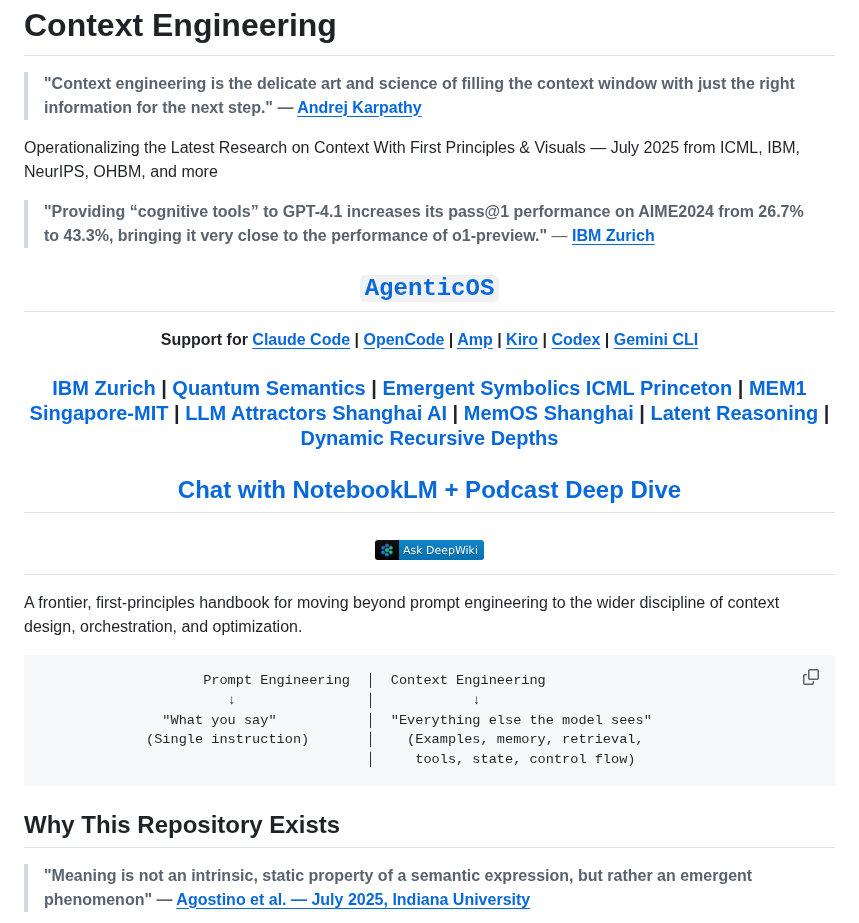 Context Engineering
"Context engineering is the delicate art and science of filling the context window with just the right
information for the next step." — Andrej Karpathy
Operationalizing the Latest Research on Context With First Principles & Visuals — July 2025 from ICML, IBM,
NeurIPS, OHBM, and more
"Providing “cognitive tools” to GPT-4.1 increases its pass@1 performance on AIME2024 from 26.7%
to 43.3%, bringing it very close to the performance of o1-preview." — IBM Zurich
AgenticOS
Support for Claude Code | OpenCode | Amp | Kiro | Codex | Gemini CLI
IBM Zurich | Quantum Semantics | Emergent Symbolics ICML Princeton | MEM1
Singapore-MIT | LLM Attractors Shanghai AI | MemOS Shanghai | Latent Reasoning |
Dynamic Recursive Depths
Chat with NotebookLM + Podcast Deep Dive
Ask DeepWiki
A frontier, first-principles handbook for moving beyond prompt engineering to the wider discipline of context
design, orchestration, and optimization.
Prompt Engineering │ Context Engineering
↓ │ ↓
"What you say" │ "Everything else the model sees"
(Single instruction) │ (Examples, memory, retrieval,
│ tools, state, control flow)
Why This Repository Exists
"Meaning is not an intrinsic, static property of a semantic expression, but rather an emergent
phenomenon" — Agostino et al. — July 2025, Indiana University